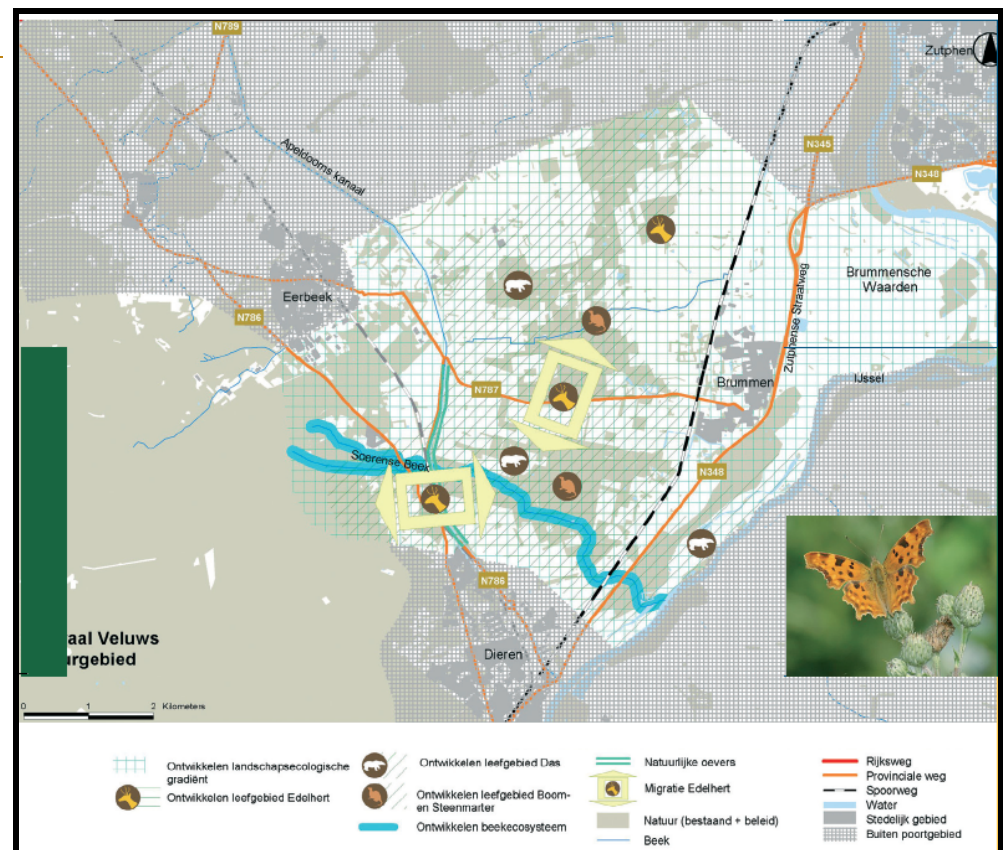 N789
Zutphen
Apeldoorns kanaal
N345
N348
Brummensche
Waarden
Eerbeek
N786
Zutphense Straatweg
IJssel
Brummen
N787
Soerense Beek
N348
N786
aal Veluws
urgebied
Dieren
0 1 2 Kilometers
Ontwikkelen landschapsecologische
gradiënt
Ontwikkelen leefgebied Edelhert
Ontwikkelen leefgebied Das
Ontwikkelen leefgebied Boom-
en Steenmarter
Ontwikkelen beekecosysteem
Natuurlijke oevers
Migratie Edelhert
Natuur (bestaand + beleid)
Beek
Rijksweg
Provinciale weg
Spoorweg
Water
Stedelijk gebied
Buiten poortgebied